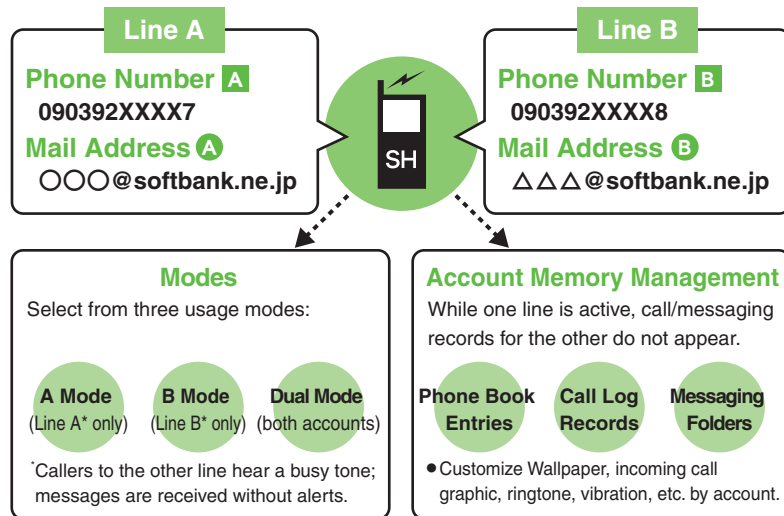 Line A
Phone Number A
090392XXXX7
Mail Address A
○○○@softbank.ne.jp
SH
Line B
Phone Number B
090392XXXX8
Mail Address B
△△△@softbank.ne.jp
Modes
Select from three usage modes:
A Mode
(Line A* only)
B Mode
(Line B* only)
Dual Mode
(both accounts)
*Callers to the other line hear a busy tone;
messages are received without alerts.
Account Memory Management
While one line is active, call/messaging
records for the other do not appear.
Phone Book
Entries
Call Log
Records
Messaging
Folders
●Customize Wallpaper, incoming call
graphic, ringtone, vibration, etc. by account.